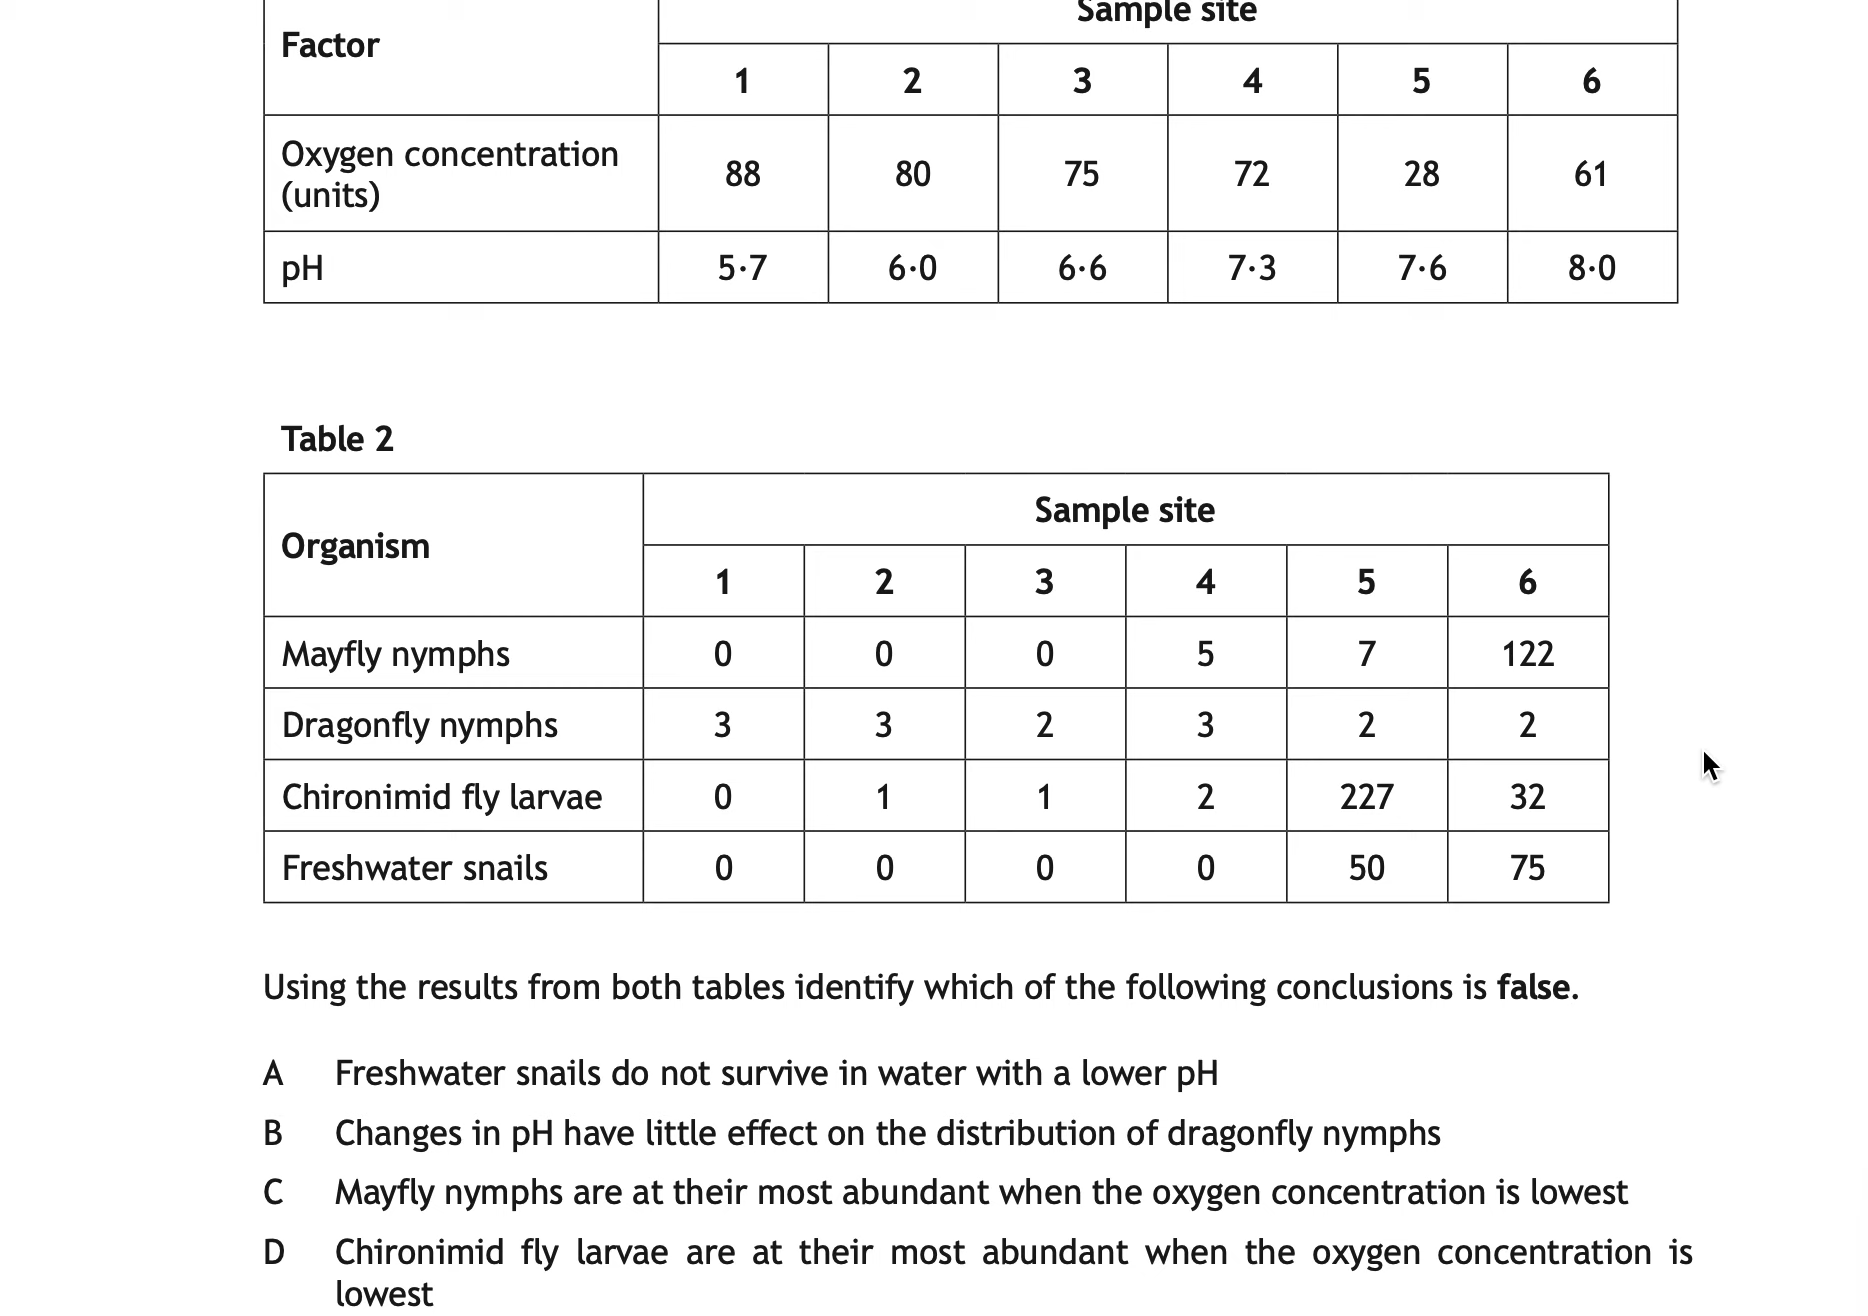 Sample site
Factor
1 2 3 4 5 6
Oxygen concentration
(units)
88 80 75 72 28 61
pH 5·7 6·0 6·6 7·3 7·6 8·0
Table 2
Sample site
Organism
1 2 3 4 5 6
Mayfly nymphs 0 0 0 5 7 122
Dragonfly nymphs 3 3 2 3 2 2
Chironimid fly larvae 0 1 1 2 227 32
Freshwater snails 0 0 0 0 50 75
Using the results from both tables identify which of the following conclusions is false.
A Freshwater snails do not survive in water with a lower pH
B Changes in pH have little effect on the distribution of dragonfly nymphs
C Mayfly nymphs are at their most abundant when the oxygen concentration is lowest
D Chironimid fly larvae are at their most abundant when the oxygen concentration is
lowest